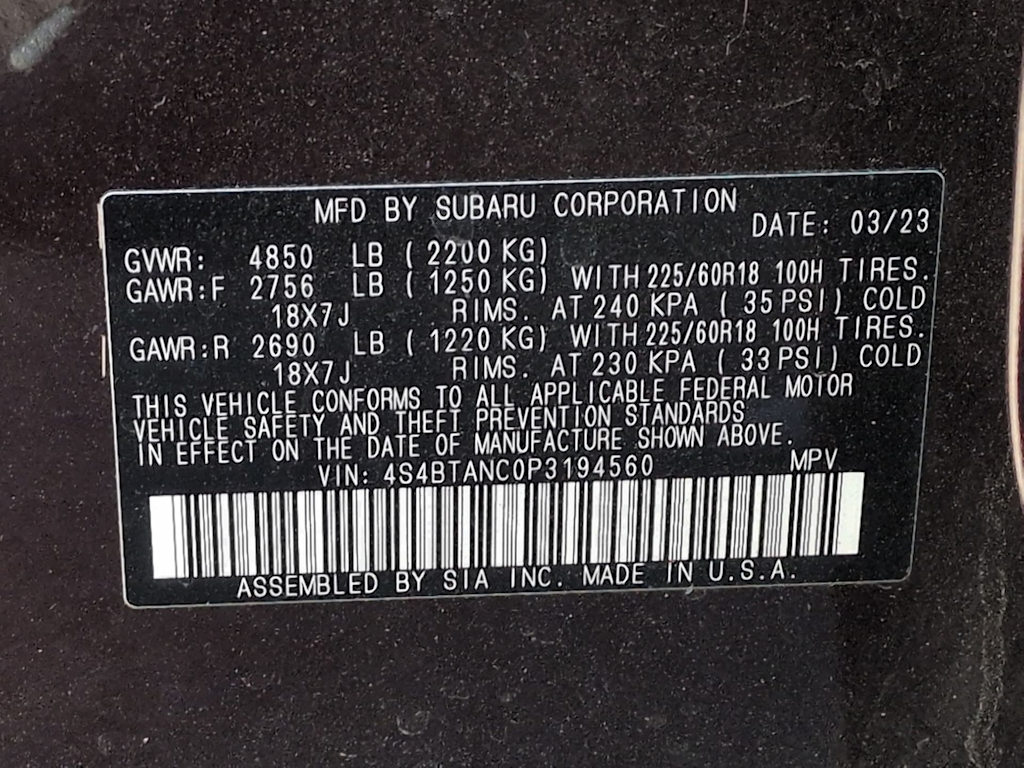 MFD BY SUBARU CORPORATION
DATE: 03/23
GVWR: 4850 LB ( 2200 KG)
GAWR:F 2756 LB ( 1250 KG) WITH 225/60R18 100H TIRES.
18X7J RIMS. AT 240 KPA ( 35 PSI) COLD
GAWR:R 2690 LB ( 1220 KG) WITH 225/60R18 100H TIRES.
18X7J RIMS. AT 230 KPA ( 33 PSI) COLD
THIS VEHICLE CONFORMS TO ALL APPLICABLE FEDERAL MOTOR
VEHICLE SAFETY AND THEFT PREVENTION STANDARDS
IN EFFECT ON THE DATE OF MANUFACTURE SHOWN ABOVE.
VIN: 4S4BTANC0P3194560 MPV
ASSEMBLED BY SIA INC. MADE IN U.S.A.